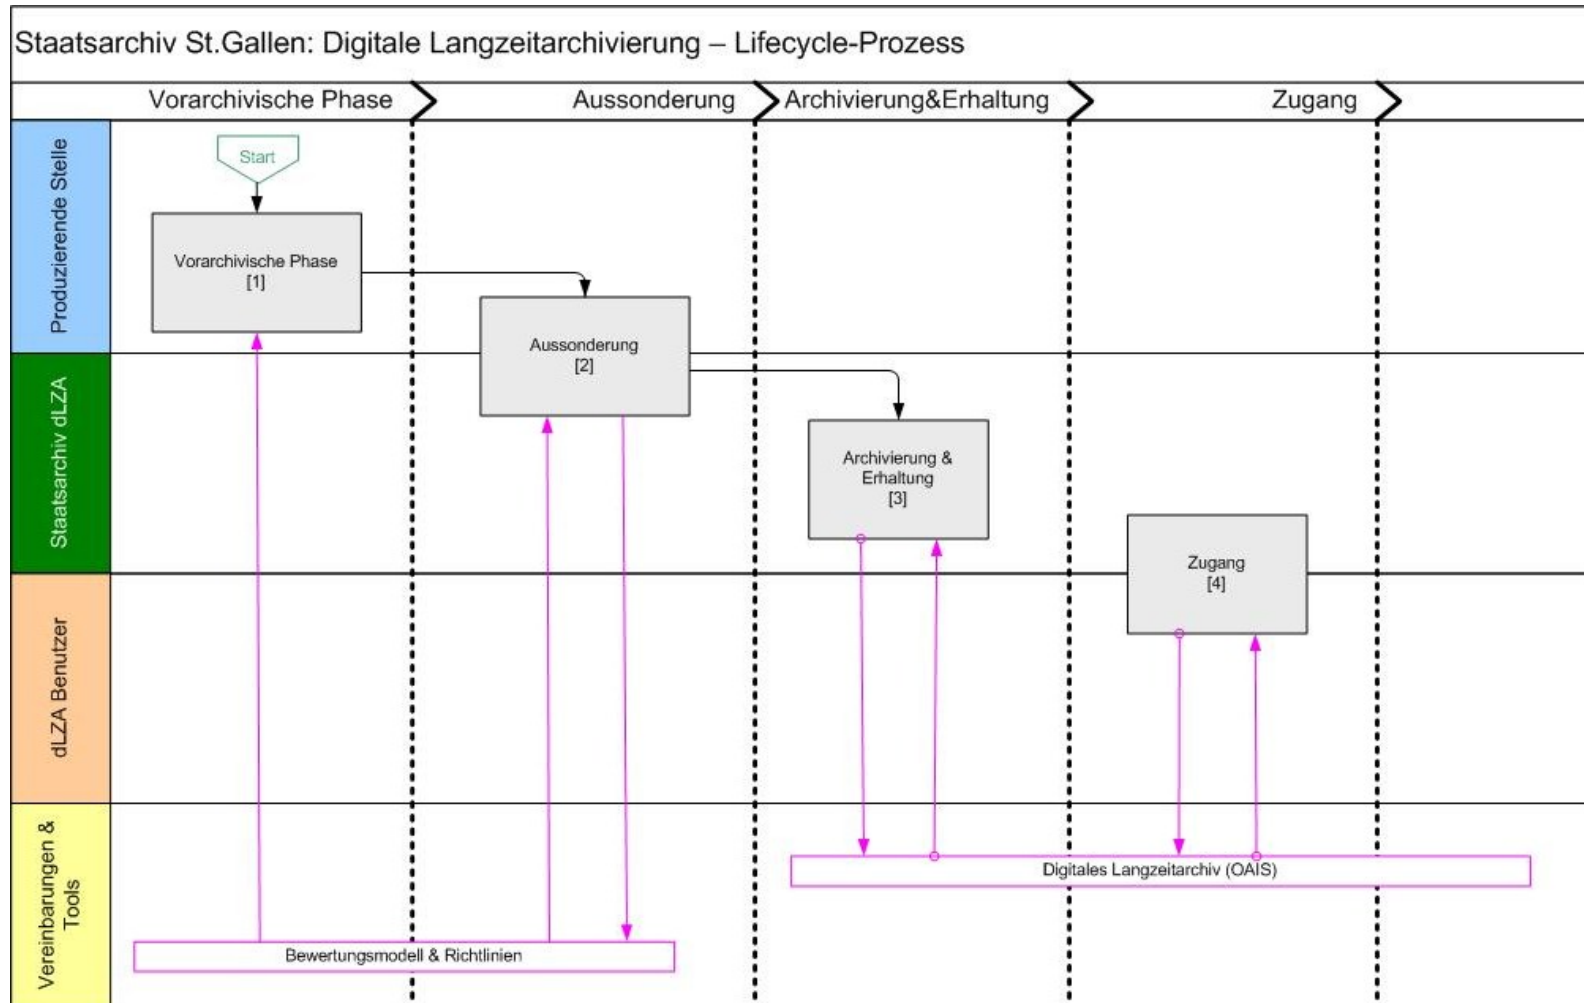 Staatsarchiv St.Gallen: Digitale Langzeitarchivierung – Lifecycle-Prozess
Vorarchivische Phase
Aussonderung
Archivierung&Erhaltung
Zugang
Produzierende Stelle
Start
Vorarchivische Phase
[1]
Aussonderung
[2]
Staatsarchiv dLZA
Archivierung &
Erhaltung
[3]
Zugang
[4]
dLZA Benutzer
Vereinbarungen &
Tools
Digitales Langzeitarchiv (OAIS)
Bewertungsmodell & Richtlinien